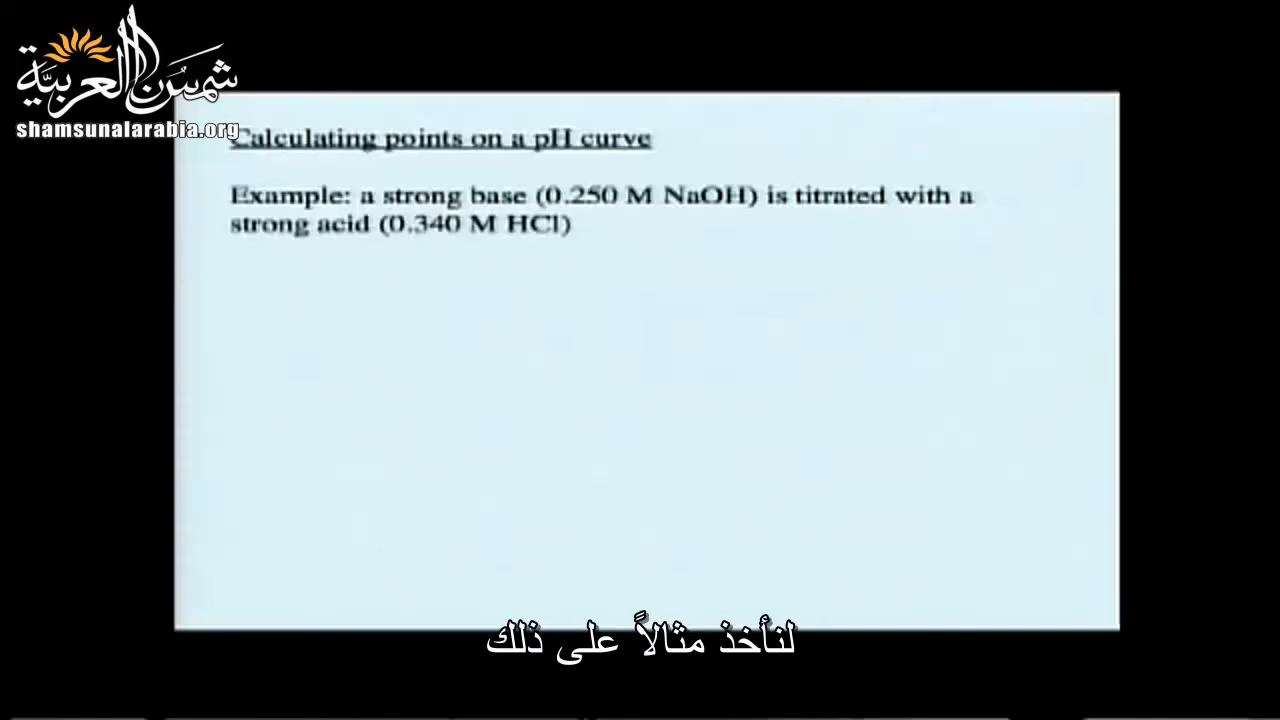 شمس العربية
shamsunalarabia.org
Calculating points on a pH curve
Example: a strong base (0.250 M NaOH) is titrated with a
strong acid (0.340 M HCl)
لنأخذ مثالاً على ذلك